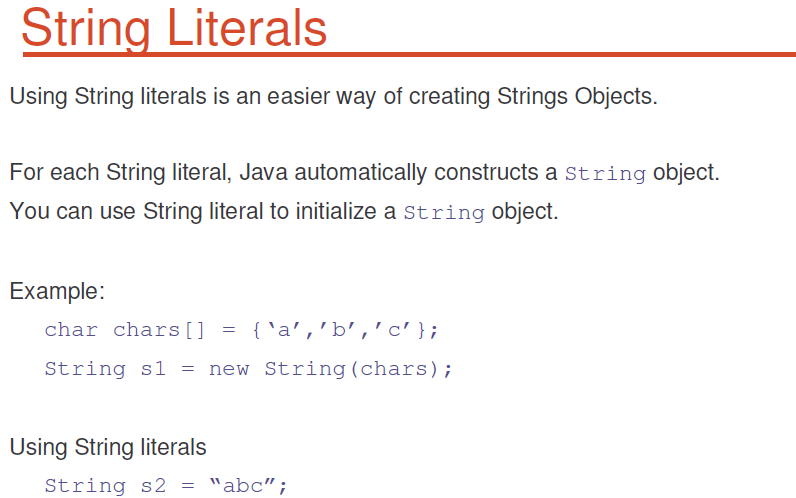 String Literals
Using String literals is an easier way of creating Strings Objects.
For each String literal, Java automatically constructs a String object.
You can use String literal to initialize a String object.
Example:
char chars[] = {‘a’,’b’,’c’};
String s1 = new String(chars);
Using String literals
String s2 = “abc”;